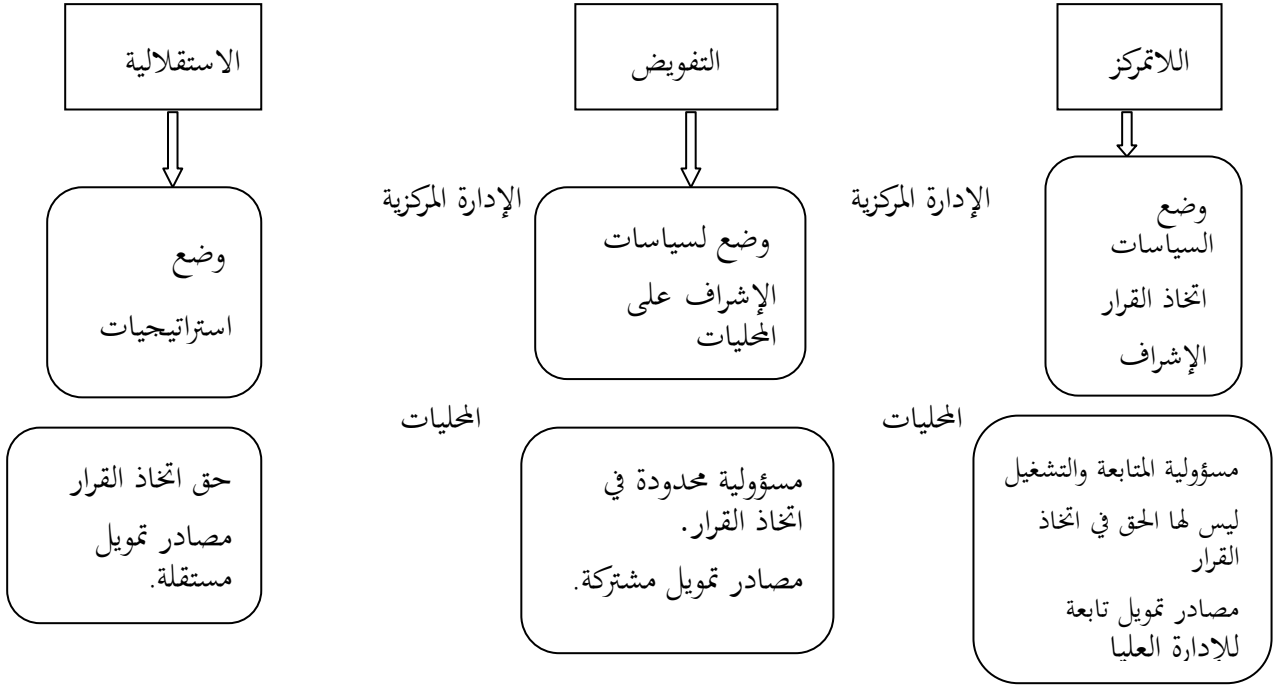 اللاتمركز
وضع
السياسات
اتخاذ القرار
الإشراف
الإدارة المركزية
المحليات
مسؤولية المتابعة والتشغيل
ليس لها الحق في اتخاذ
القرار
مصادر تمويل تابعة
للإدارة العليا
التفويض
وضع لسياسات
الإشراف على
المحليات
الإدارة المركزية
المحليات
مسؤولية محدودة في
اتخاذ القرار.
مصادر تمويل مشتركة.
الاستقلالية
وضع
استراتيجيات
حق اتخاذ القرار
مصادر تمويل
مستقلة.